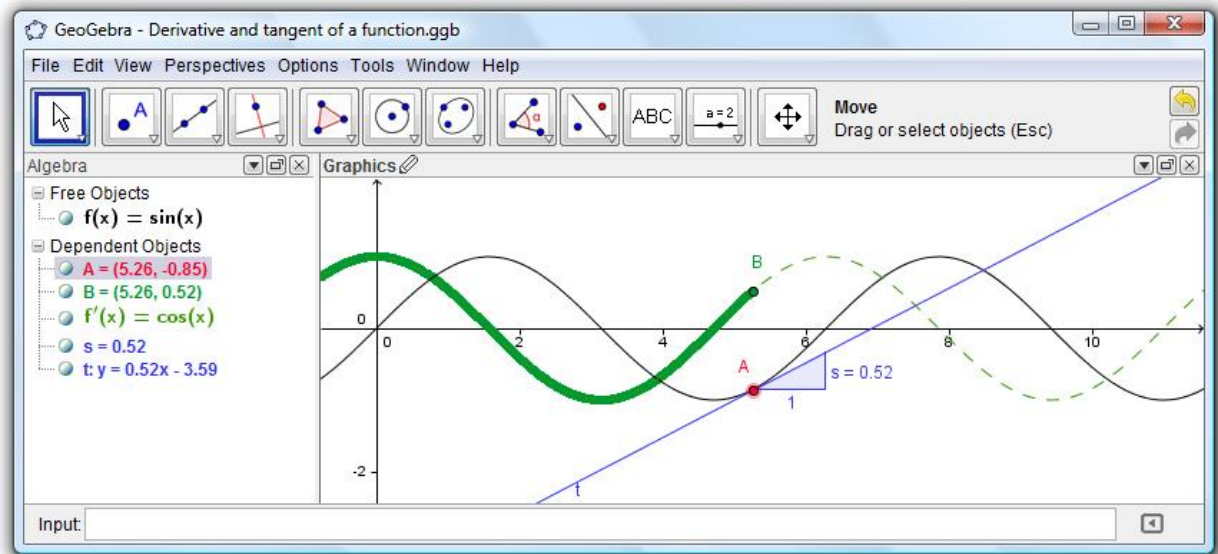 GeoGebra - Derivative and tangent of a function.ggb
File Edit View Perspectives Options Tools Window Help
A
α
ABC
a=2
Move
Drag or select objects (Esc)
Algebra
Graphics
Free Objects
f(x) = sin(x)
Dependent Objects
A = (5.26, -0.85)
B = (5.26, 0.52)
f'(x) = cos(x)
s = 0.52
t: y = 0.52x - 3.59
B
0
0 2 4 6 8 10
A
s = 0.52
1
-2
t
Input: